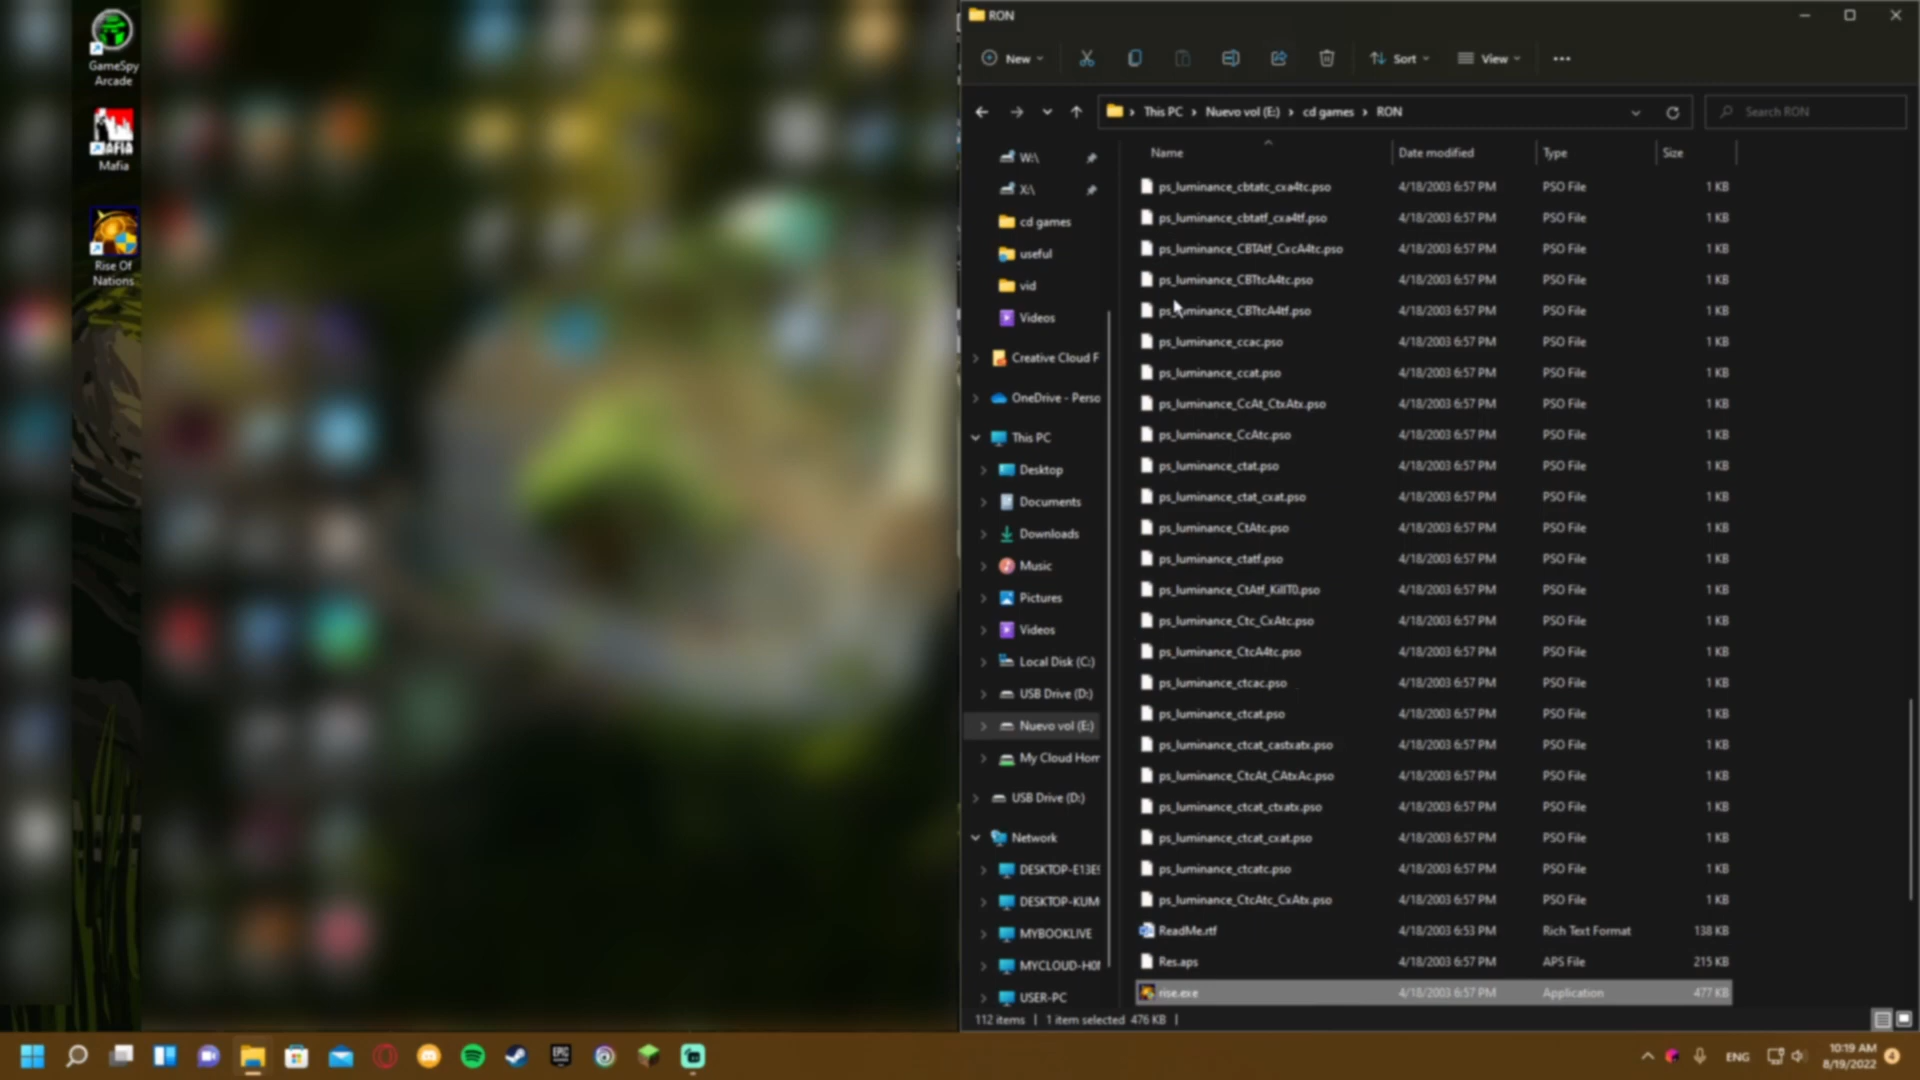 GameSpy
Arcade
Mafia
Rise Of
Nations
RON
New
Sort
View
This PC > Nuevo vol (E:) > cd games > RON
Search RON
Name Date modified Type Size
W:\
X:\
cd games
useful
vid
Videos
Creative Cloud F
OneDrive - Perso
This PC
Desktop
Documents
Downloads
Music
Pictures
Videos
Local Disk (C:)
USB Drive (D:)
Nuevo vol (E:)
My Cloud Hom
USB Drive (D:)
Network
DESKTOP-E13E
DESKTOP-KUM
MYBOOKLIVE
MYCLOUD-H0
USER-PC
ps_luminance_cbtatc_cxa4tc.pso 4/18/2003 6:57 PM PSO File 1 KB
ps_luminance_cbtatf_cxa4tf.pso 4/18/2003 6:57 PM PSO File 1 KB
ps_luminance_CBTAtf_CxcA4tc.pso 4/18/2003 6:57 PM PSO File 1 KB
ps_luminance_CBTtcA4tc.pso 4/18/2003 6:57 PM PSO File 1 KB
ps_luminance_CBTtcA4tf.pso 4/18/2003 6:57 PM PSO File 1 KB
ps_luminance_ccac.pso 4/18/2003 6:57 PM PSO File 1 KB
ps_luminance_ccat.pso 4/18/2003 6:57 PM PSO File 1 KB
ps_luminance_CcAt_CtxAtx.pso 4/18/2003 6:57 PM PSO File 1 KB
ps_luminance_CcAtc.pso 4/18/2003 6:57 PM PSO File 1 KB
ps_luminance_ctat.pso 4/18/2003 6:57 PM PSO File 1 KB
ps_luminance_ctat_cxat.pso 4/18/2003 6:57 PM PSO File 1 KB
ps_luminance_CtAtc.pso 4/18/2003 6:57 PM PSO File 1 KB
ps_luminance_ctatf.pso 4/18/2003 6:57 PM PSO File 1 KB
ps_luminance_CtAtf_KillT0.pso 4/18/2003 6:57 PM PSO File 1 KB
ps_luminance_Ctc_CxAtc.pso 4/18/2003 6:57 PM PSO File 1 KB
ps_luminance_CtcA4tc.pso 4/18/2003 6:57 PM PSO File 1 KB
ps_luminance_ctcac.pso 4/18/2003 6:57 PM PSO File 1 KB
ps_luminance_ctcat.pso 4/18/2003 6:57 PM PSO File 1 KB
ps_luminance_ctcat_castxatx.pso 4/18/2003 6:57 PM PSO File 1 KB
ps_luminance_CtcAt_CAtxAc.pso 4/18/2003 6:57 PM PSO File 1 KB
ps_luminance_ctcat_ctxatx.pso 4/18/2003 6:57 PM PSO File 1 KB
ps_luminance_ctcat_cxat.pso 4/18/2003 6:57 PM PSO File 1 KB
ps_luminance_ctcatc.pso 4/18/2003 6:57 PM PSO File 1 KB
ps_luminance_CtcAtc_CxAtx.pso 4/18/2003 6:57 PM PSO File 1 KB
ReadMe.rtf 4/18/2003 6:53 PM Rich Text Format 138 KB
Res.aps 4/18/2003 6:57 PM APS File 215 KB
rise.exe 4/18/2003 6:57 PM Application 477 KB
112 items | 1 item selected 476 KB |
EPIC
ENG
10:19 AM
8/19/2022
4